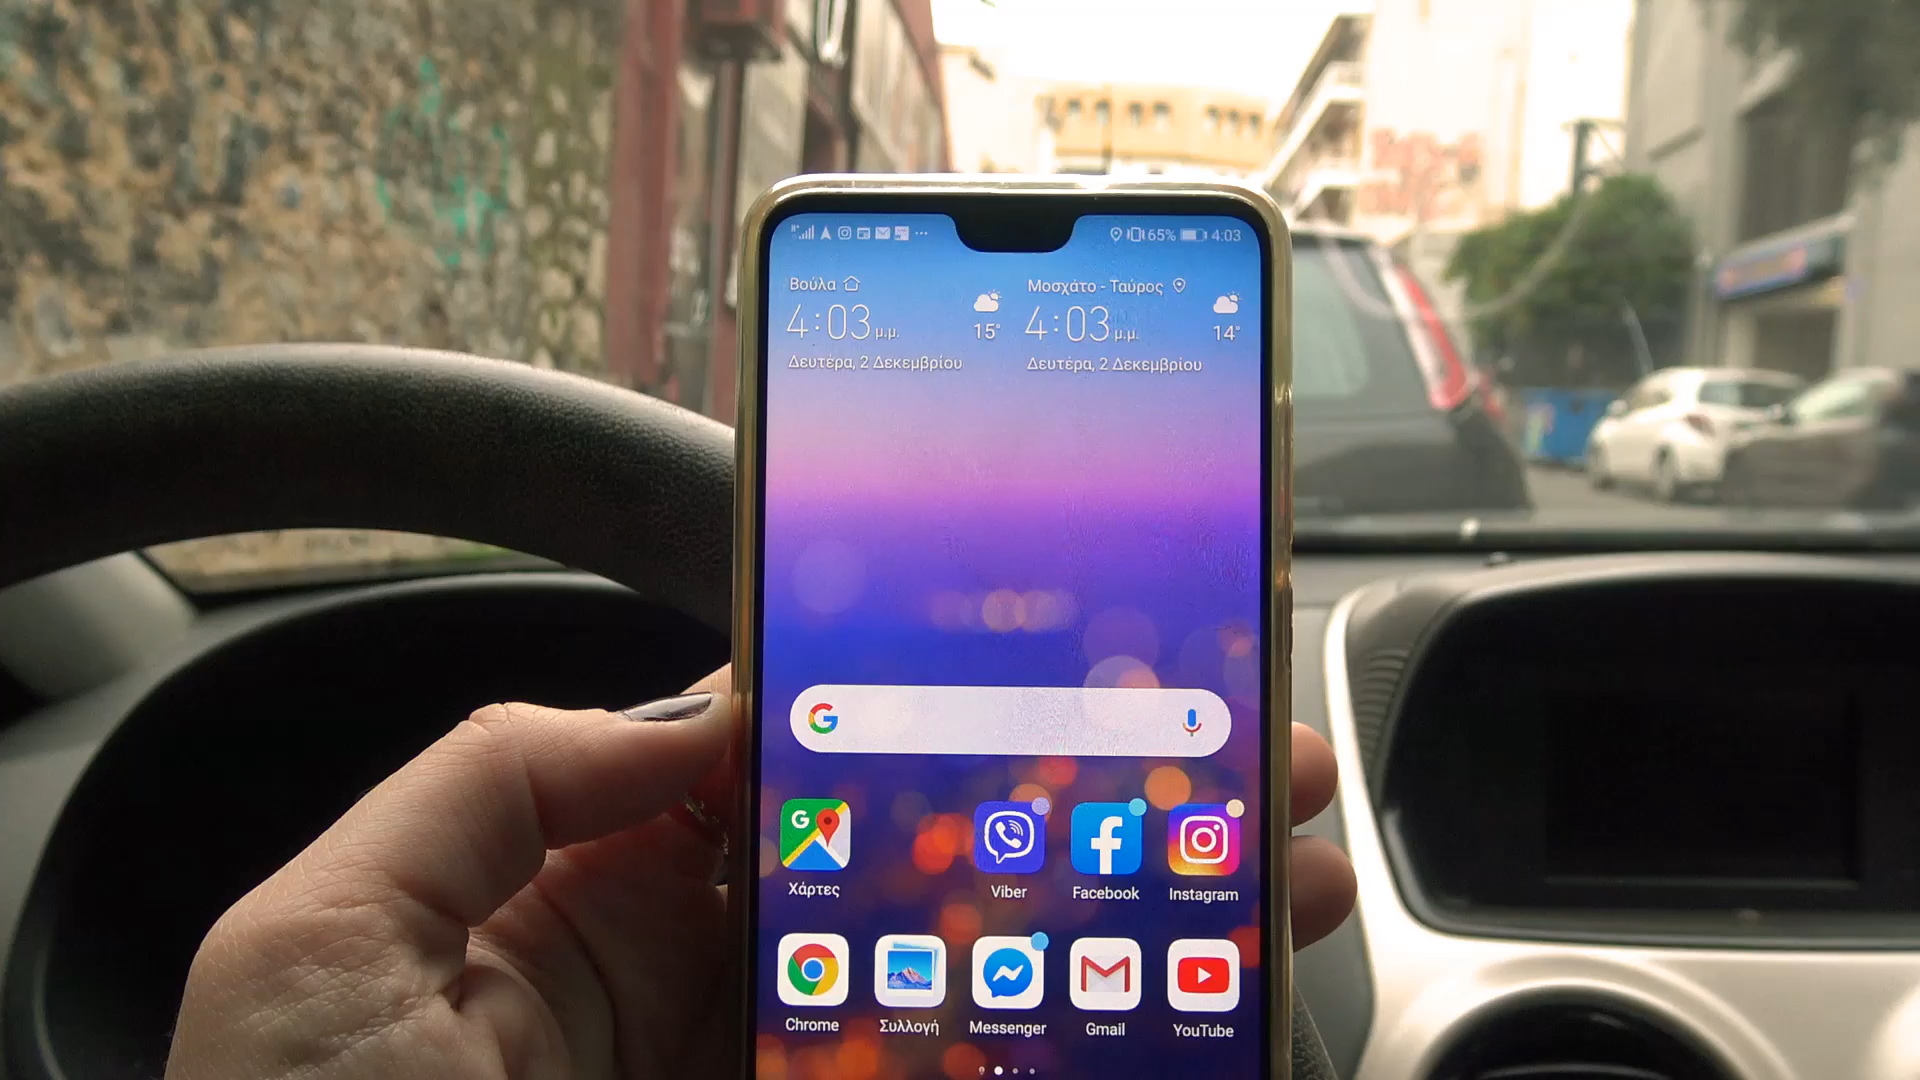 65% 4:03
Βούλα
4:03 μ.μ.
15°
Δευτέρα, 2 Δεκεμβρίου
Μοσχάτο - Ταύρος
4:03 μ.μ.
14°
Δευτέρα, 2 Δεκεμβρίου
G
G
Χάρτες
Viber
Facebook
Instagram
Chrome
Συλλογή
Messenger
Gmail
YouTube